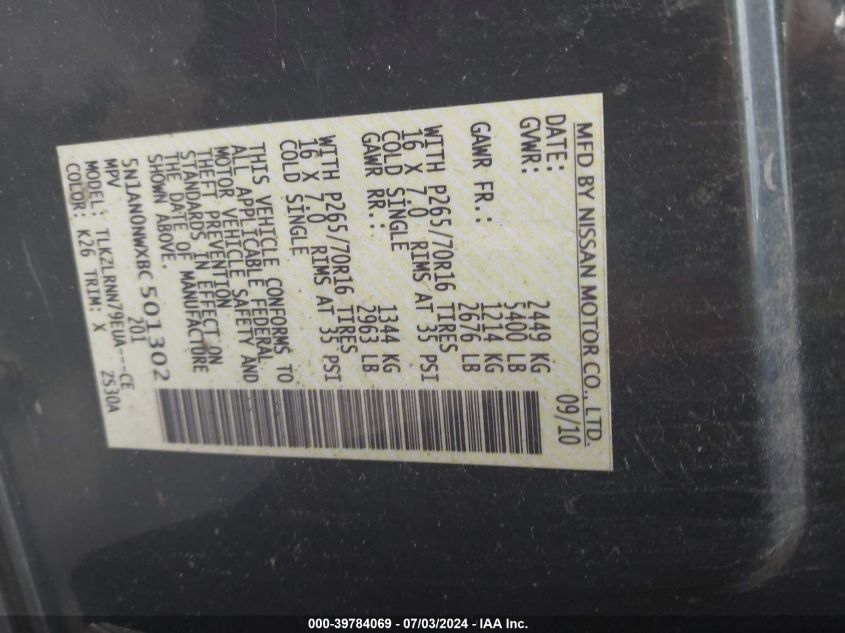 MFD BY NISSAN MOTOR CO., LTD.
DATE: 09/10
GVWR: 2449 KG
5400 LB
GAWR FR.: 1214 KG
2676 LB
WITH P265/70R16 TIRES
16 X 7.0 RIMS AT 35 PSI
COLD SINGLE
GAWR RR.: 1344 KG
2963 LB
WITH P265/70R16 TIRES
16 X 7.0 RIMS AT 35 PSI
COLD SINGLE
THIS VEHICLE CONFORMS TO
ALL APPLICABLE FEDERAL
MOTOR VEHICLE SAFETY AND
THEFT PREVENTION
STANDARDS IN EFFECT ON
THE DATE OF MANUFACTURE
SHOWN ABOVE.
5N1AN0NWXBC501302
MPV 201
MODEL: TLK2LRNN79EUA---CE
COLOR: K26 TRIM: X ZS30A
000-39784069 - 07/03/2024 - IAA Inc.